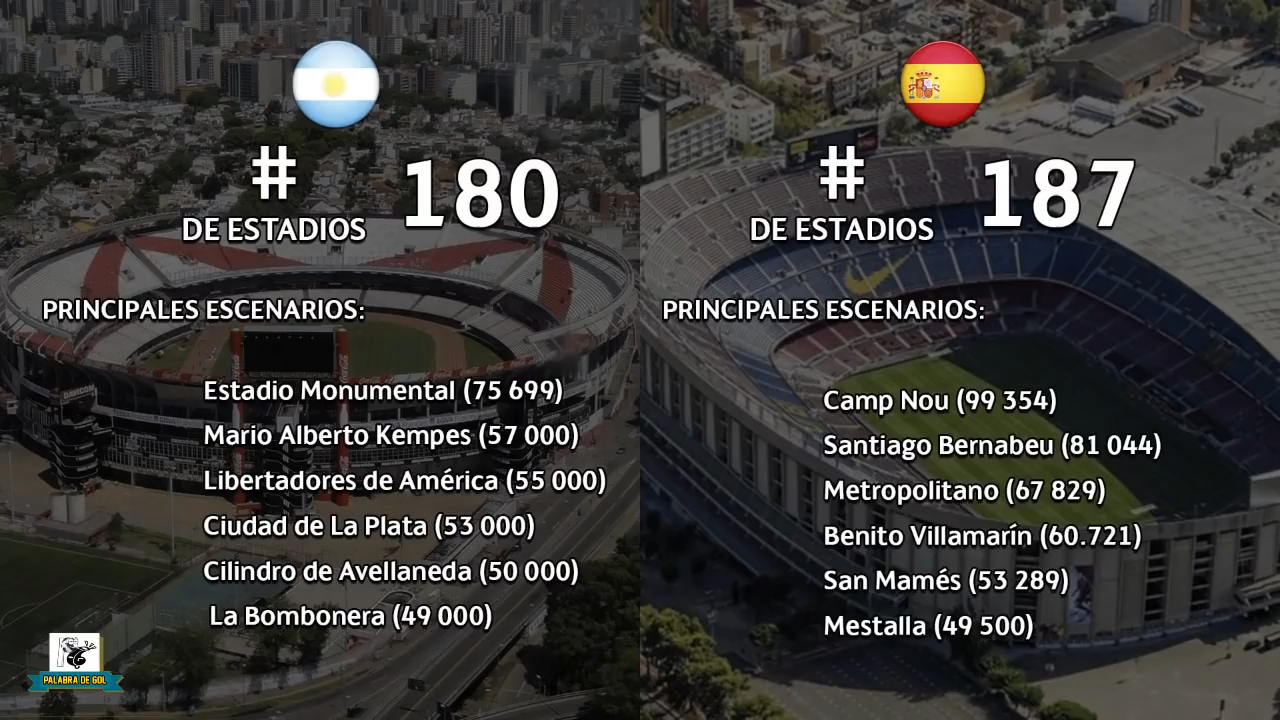 #
DE ESTADIOS
180
PRINCIPALES ESCENARIOS:
Estadio Monumental (75 699)
Mario Alberto Kempes (57 000)
Libertadores de América (55 000)
Ciudad de La Plata (53 000)
Cilindro de Avellaneda (50 000)
La Bombonera (49 000)
PALABRA DE GOL
#
DE ESTADIOS
187
PRINCIPALES ESCENARIOS:
Camp Nou (99 354)
Santiago Bernabeu (81 044)
Metropolitano (67 829)
Benito Villamarín (60.721)
San Mamés (53 289)
Mestalla (49 500)